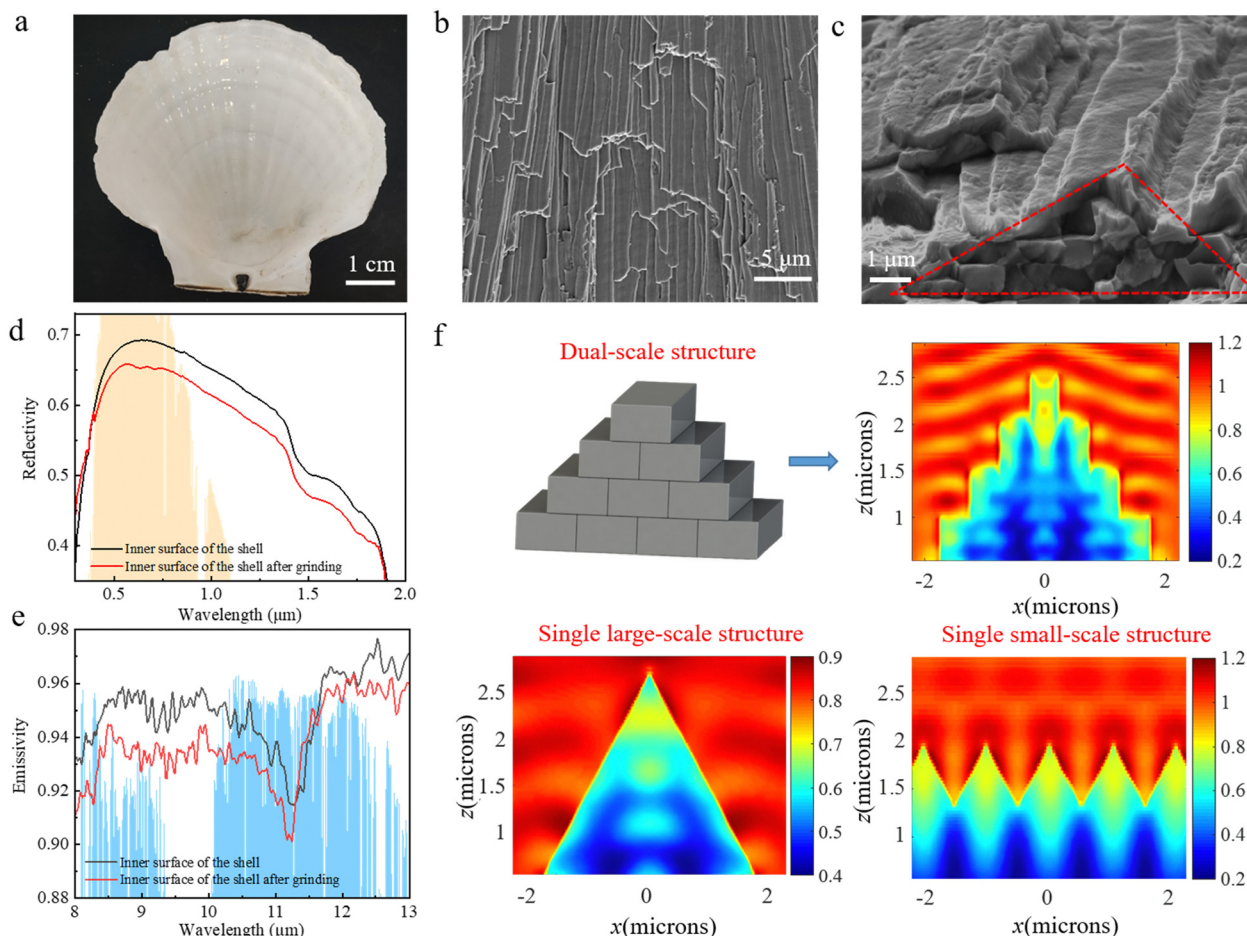 a
1 cm
b
5 μm
c
1 μm
d
0.7
0.6
0.5
0.4
Reflectivity
Inner surface of the shell
Inner surface of the shell after grinding
0.5
1.0
1.5
2.0
Wavelength (μm)
e
0.98
0.96
0.94
0.92
0.90
0.88
Emissivity
Inner surface of the shell
Inner surface of the shell after grinding
8
9
10
11
12
13
Wavelength (μm)
f
Dual-scale structure
2.5
2
1.5
1
z(microns)
-2
0
2
x(microns)
1.2
1
0.8
0.6
0.4
0.2
Single large-scale structure
2.5
2
1.5
1
z(microns)
-2
0
2
x(microns)
0.9
0.8
0.7
0.6
0.5
0.4
Single small-scale structure
2.5
2
1.5
1
z(microns)
-2
0
2
x(microns)
1.2
1
0.8
0.6
0.4
0.2